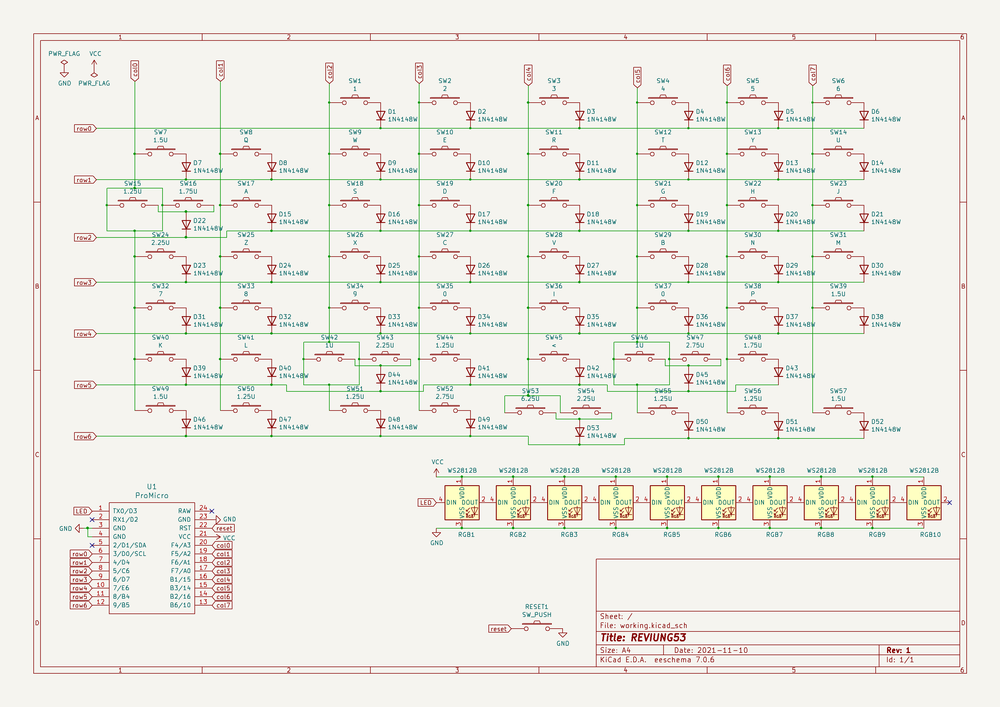 1 2 3 4 5 6
PWR_FLAG VCC
GND PWR_FLAG
col0 col1 col2 col3 col4 col5 col6 col7
SW1 SW2 SW3 SW4 SW5 SW6
1 2 3 4 5 6
D1 D2 D3 D4 D5 D6
1N4148W 1N4148W 1N4148W 1N4148W 1N4148W 1N4148W
A A
row0
SW7 SW8 SW9 SW10 SW11 SW12 SW13 SW14
1.5U Q W E R T Y U
D7 D8 D9 D10 D11 D12 D13 D14
1N4148W 1N4148W 1N4148W 1N4148W 1N4148W 1N4148W 1N4148W 1N4148W
row1
SW15 SW16 SW17 SW18 SW19 SW20 SW21 SW22 SW23
1.25U 1.75U A S D F G H J
D22 D15 D16 D17 D18 D19 D20 D21
1N4148W 1N4148W 1N4148W 1N4148W 1N4148W 1N4148W 1N4148W 1N4148W
row2
SW24 SW25 SW26 SW27 SW28 SW29 SW30 SW31
2.25U Z X C V B N M
D23 D24 D25 D26 D27 D28 D29 D30
1N4148W 1N4148W 1N4148W 1N4148W 1N4148W 1N4148W 1N4148W 1N4148W
B B
row3
SW32 SW33 SW34 SW35 SW36 SW37 SW38 SW39
7 8 9 0 I O P 1.5U
D31 D32 D33 D34 D35 D36 D37 D38
1N4148W 1N4148W 1N4148W 1N4148W 1N4148W 1N4148W 1N4148W 1N4148W
row4
SW40 SW41 SW42 SW43 SW44 SW45 SW46 SW47 SW48
K L 1U 2.25U 1.25U < 1U 2.75U 1.75U
D39 D40 D44 D41 D42 D45 D43
1N4148W 1N4148W 1N4148W 1N4148W 1N4148W 1N4148W 1N4148W
row5
SW49 SW50 SW51 SW52 SW53 SW54 SW55 SW56 SW57
1.5U 1.25U 1.5U 2.75U 6.25U 2.25U 1.25U 1.25U 1.5U
D46 D47 D48 D49 D53 D50 D51 D52
1N4148W 1N4148W 1N4148W 1N4148W 1N4148W 1N4148W 1N4148W 1N4148W
row6
C C
VCC
WS2812B WS2812B WS2812B WS2812B WS2812B WS2812B WS2812B WS2812B WS2812B WS2812B
LED 4 DIN VDD DOUT VSS RGB 2
GND
RGB1 RGB2 RGB3 RGB4 RGB5 RGB6 RGB7 RGB8 RGB9 RGB10
U1
ProMicro
LED 1 TX0/D3 RAW 24
2 RX1/D2 GND 23 GND
GND 3 GND RST 22 reset
4 GND VCC 21 VCC
5 2/D1/SDA F4/A3 20 col0
row0 6 3/D0/SCL F5/A2 19 col1
row1 7 4/D4 F6/A1 18 col2
row2 8 5/C6 F7/A0 17 col3
row3 9 6/D7 B1/15 16 col4
row4 10 7/E6 B3/14 15 col5
row5 11 8/B4 B2/16 14 col6
row6 12 9/B5 B6/10 13 col7
D D
RESET1
SW_PUSH
reset
GND
Sheet: /
File: working.kicad_sch
Title: REVIUNG53
Size: A4 Date: 2021-11-10 Rev: 1
KiCad E.D.A. eeschema 7.0.6 Id: 1/1
1 2 3 4 5 6